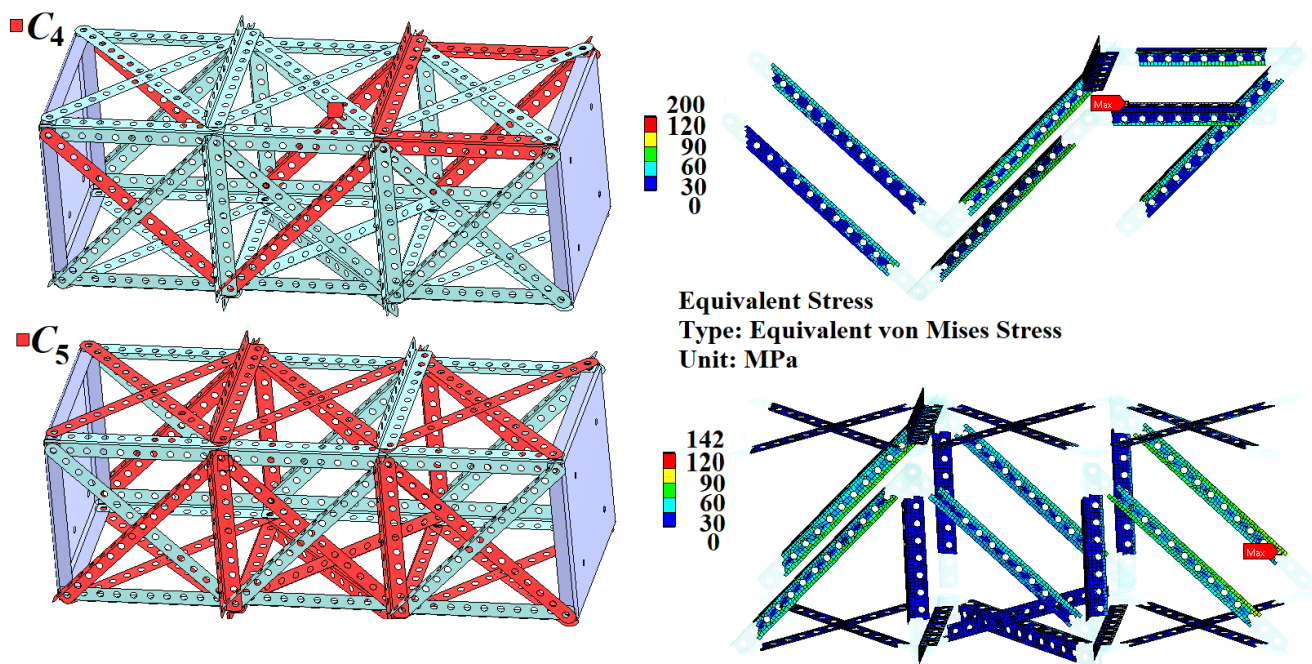 C4
200
120
90
60
30
0
Max
Equivalent Stress
Type: Equivalent von Mises Stress
Unit: MPa
C5
142
120
90
60
30
0
Max